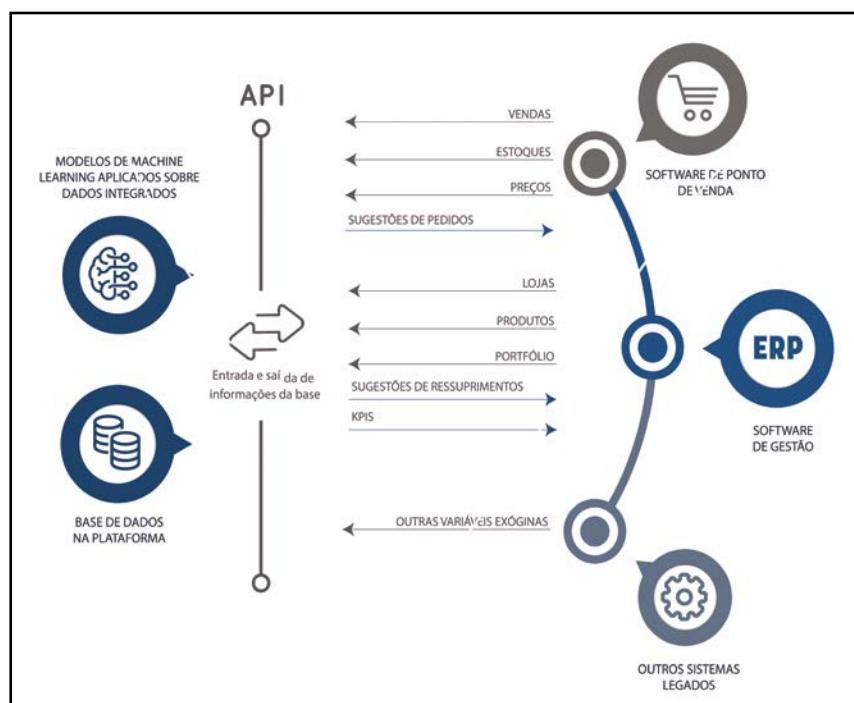 API
MODELOS DE MACHINE
LEARNING APLICADOS SOBRE
DADOS INTEGRADOS
Entrada e saí da de
informações da base
BASE DE DADOS
NA PLATAFORMA
VENDAS
ESTOQUES
PREÇOS
SUGESTÕES DE PEDIDOS
LOJAS
PRODUTOS
PORTFÓLIO
SUGESTÕES DE RESSUPRIMENTOS
KPIS
OUTRAS VARIÁVEIS EXÓGINAS
SOFTWARE DE PONTO
DE VENDA
ERP
SOFTWARE
DE GESTÃO
OUTROS SISTEMAS
LEGADOS